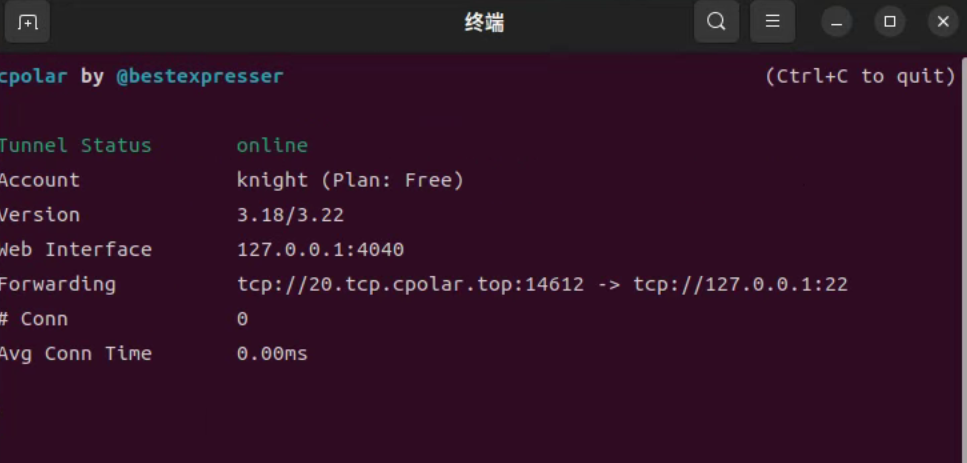 终端
cpolar by @bestexpresser (Ctrl+C to quit)
Tunnel Status online
Account knight (Plan: Free)
Version 3.18/3.22
Web Interface 127.0.0.1:4040
Forwarding tcp://20.tcp.cpolar.top:14612 -> tcp://127.0.0.1:22
# Conn 0
Avg Conn Time 0.00ms